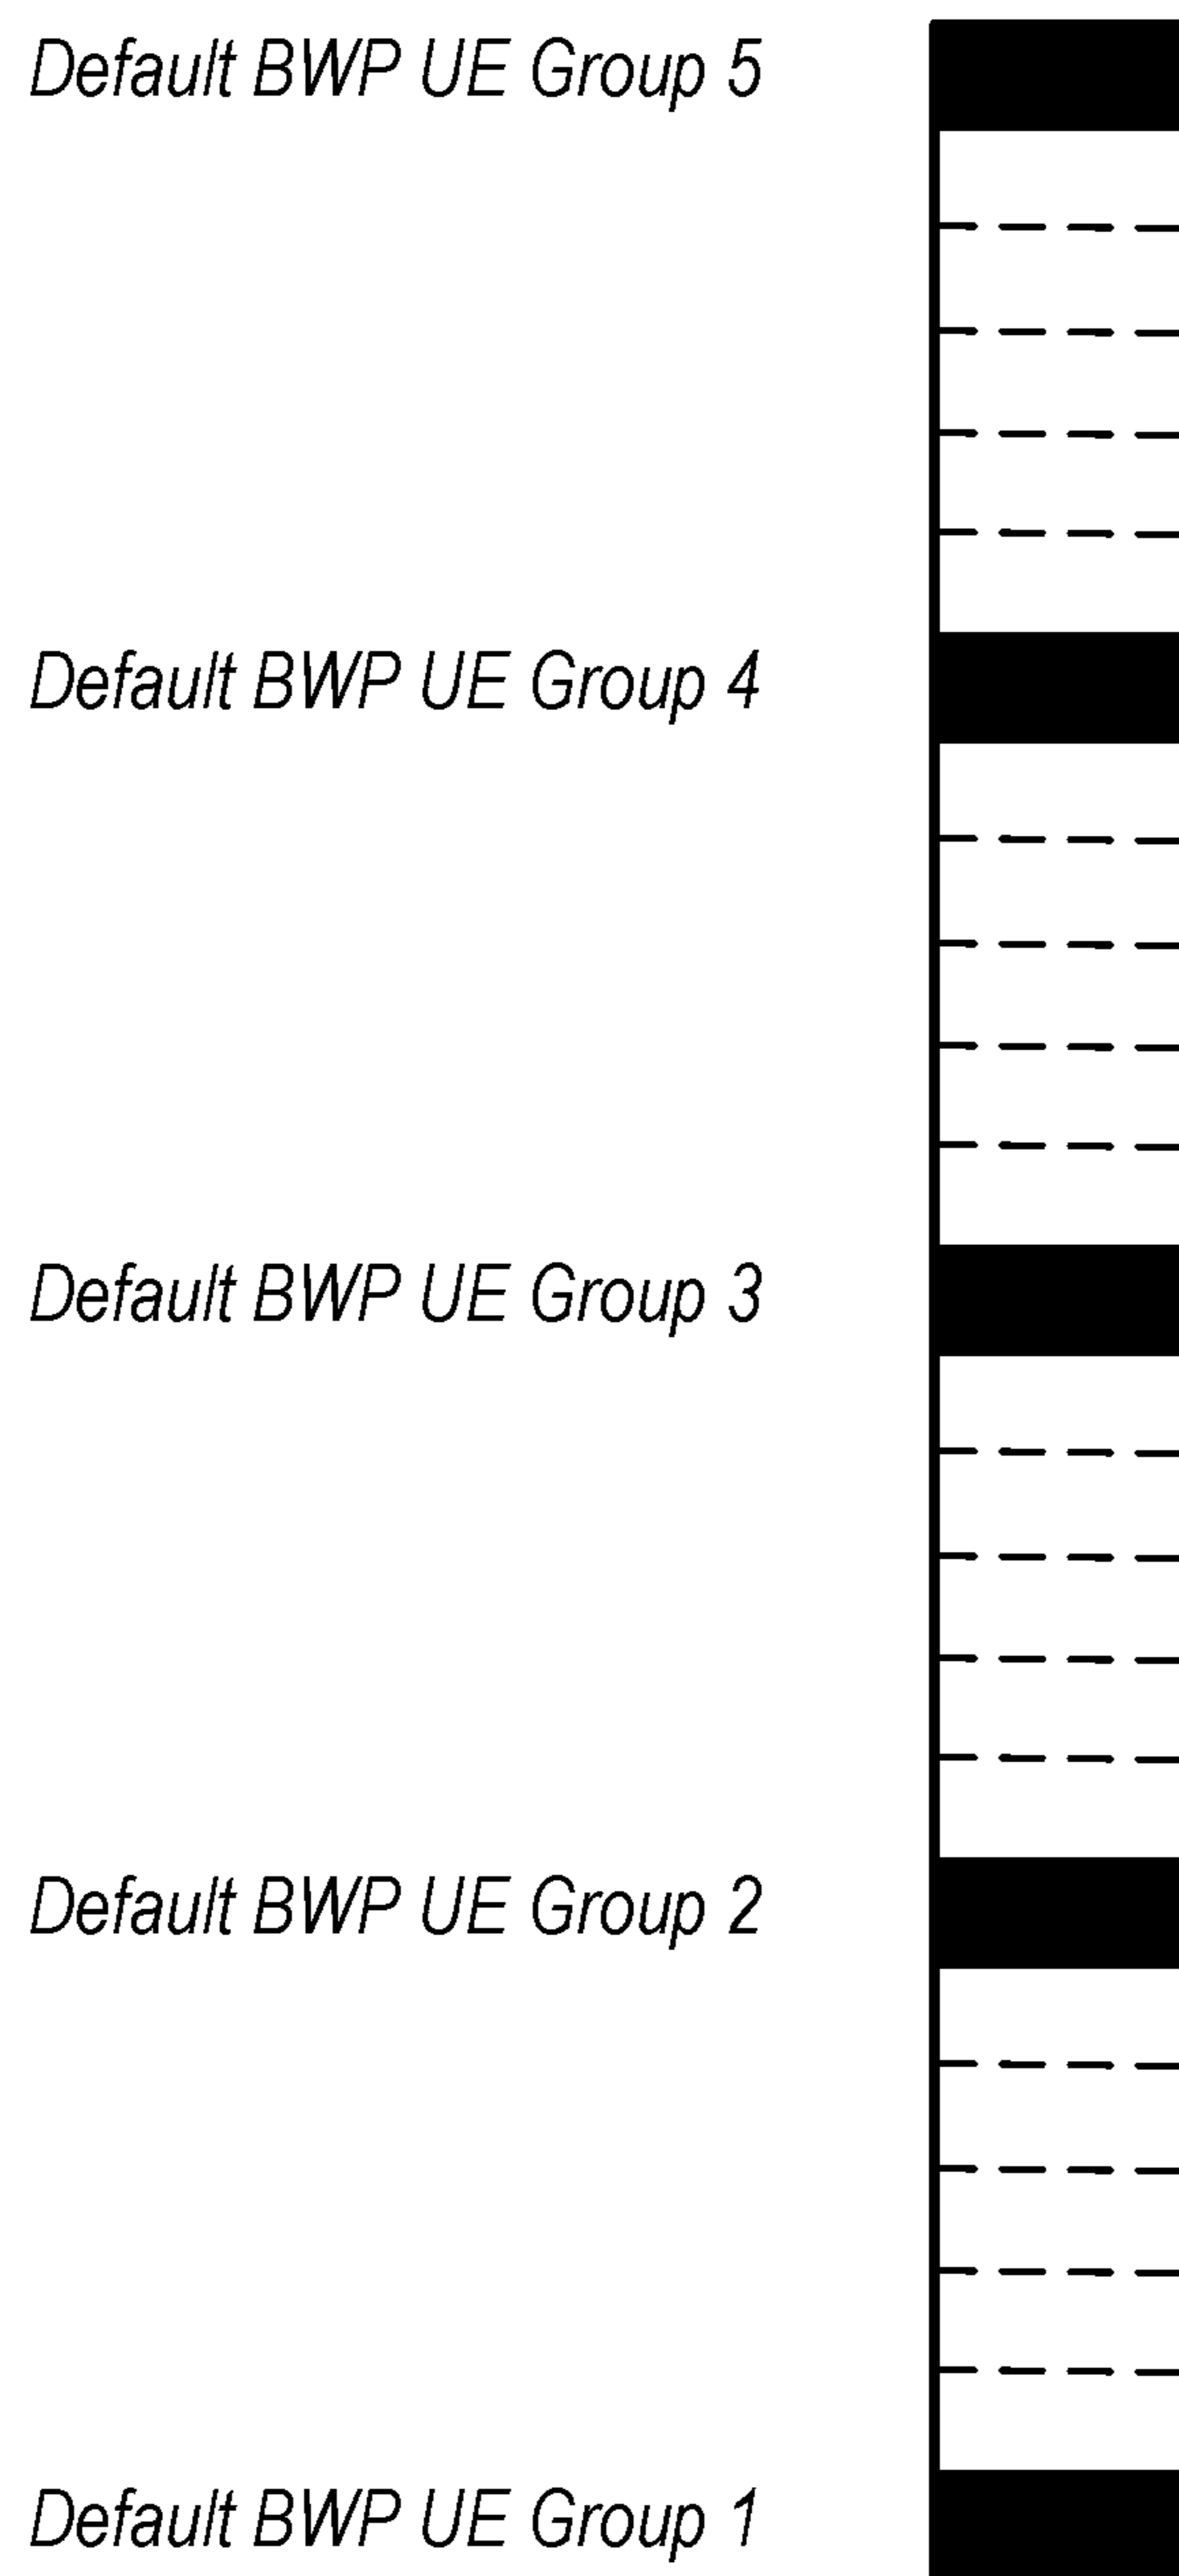 Default BWP UE Group 5
Default BWP UE Group 4
Default BWP UE Group 3
Default BWP UE Group 2
Default BWP UE Group 1